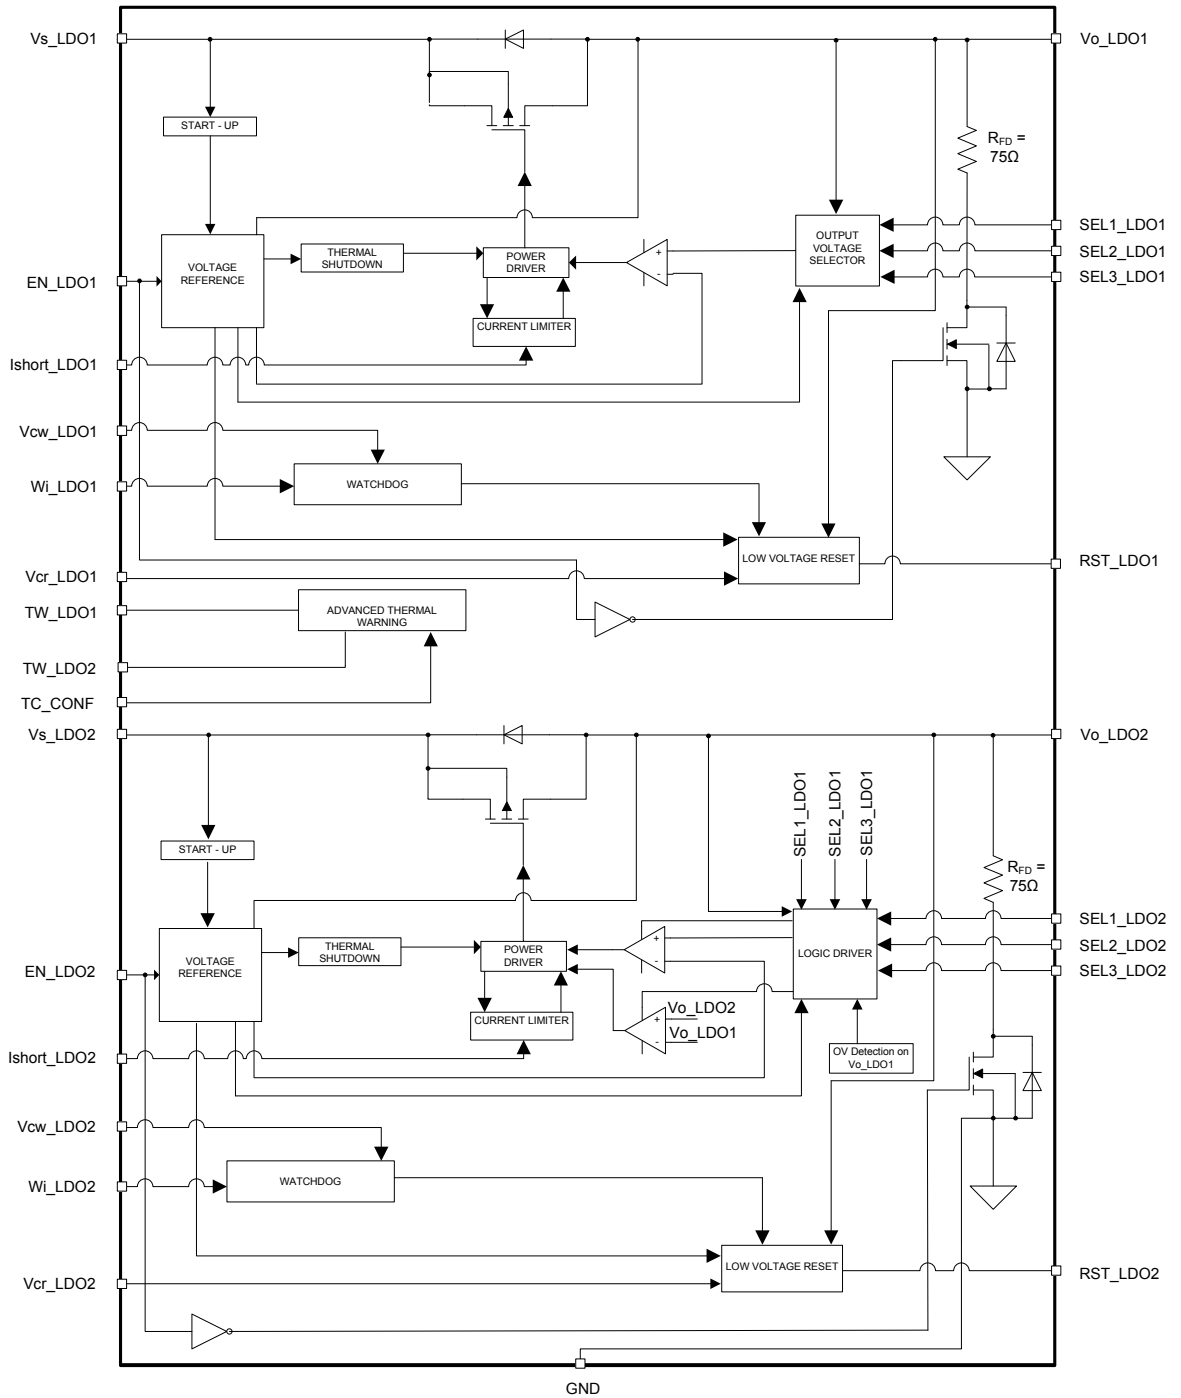 Vs_LDO1
Vo_LDO1
START - UP
R_FD =
75Ω
SEL1_LDO1
OUTPUT
VOLTAGE
SELECTOR
SEL2_LDO1
SEL3_LDO1
VOLTAGE
REFERENCE
THERMAL
SHUTDOWN
POWER
DRIVER
+
-
EN_LDO1
CURRENT LIMITER
Ishort_LDO1
Vcw_LDO1
Wi_LDO1
WATCHDOG
LOW VOLTAGE RESET
RST_LDO1
Vcr_LDO1
TW_LDO1
ADVANCED THERMAL
WARNING
TW_LDO2
TC_CONF
Vs_LDO2
Vo_LDO2
SEL1_LDO1
SEL2_LDO1
SEL3_LDO1
START - UP
R_FD =
75Ω
SEL1_LDO2
SEL2_LDO2
SEL3_LDO2
VOLTAGE
REFERENCE
THERMAL
SHUTDOWN
POWER
DRIVER
+
-
LOGIC DRIVER
EN_LDO2
CURRENT LIMITER
+
Vo_LDO2
-
Vo_LDO1
OV Detection on
Vo_LDO1
Ishort_LDO2
Vcw_LDO2
Wi_LDO2
WATCHDOG
LOW VOLTAGE RESET
RST_LDO2
Vcr_LDO2
GND